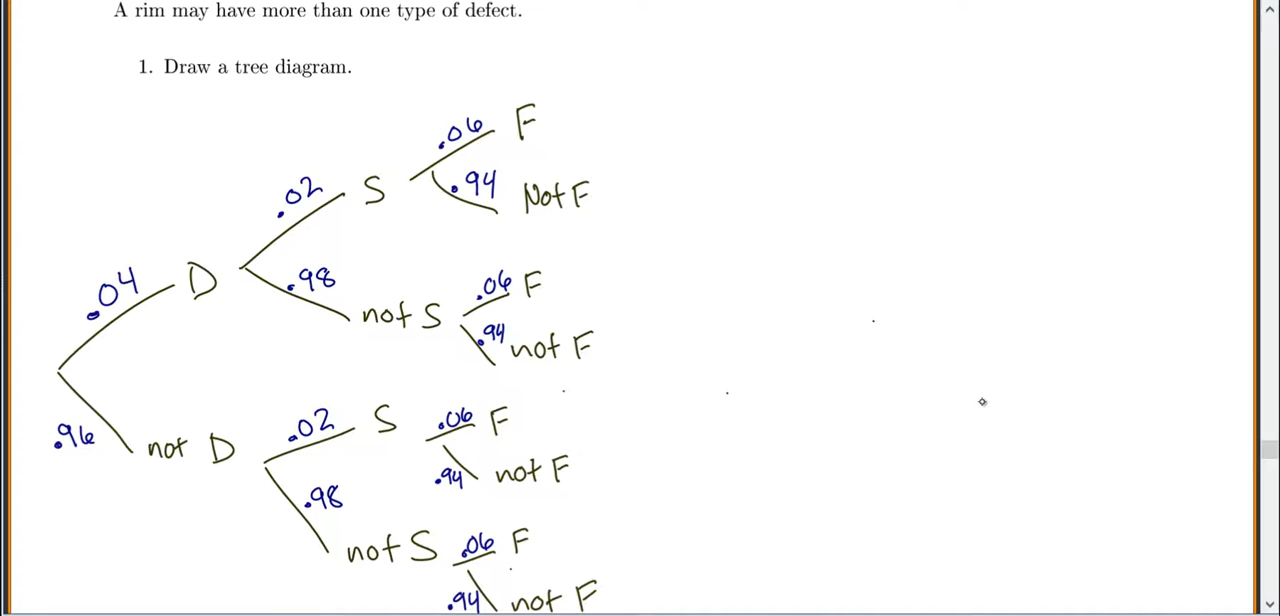 A rim may have more than one type of defect.
1. Draw a tree diagram.
.06 F
.02 S .94 Not F
.04 D .98 not S .06 F
.94 not F
.96 not D .02 S .06 F
.94 not F
.98
not S .06 F
.94 not F